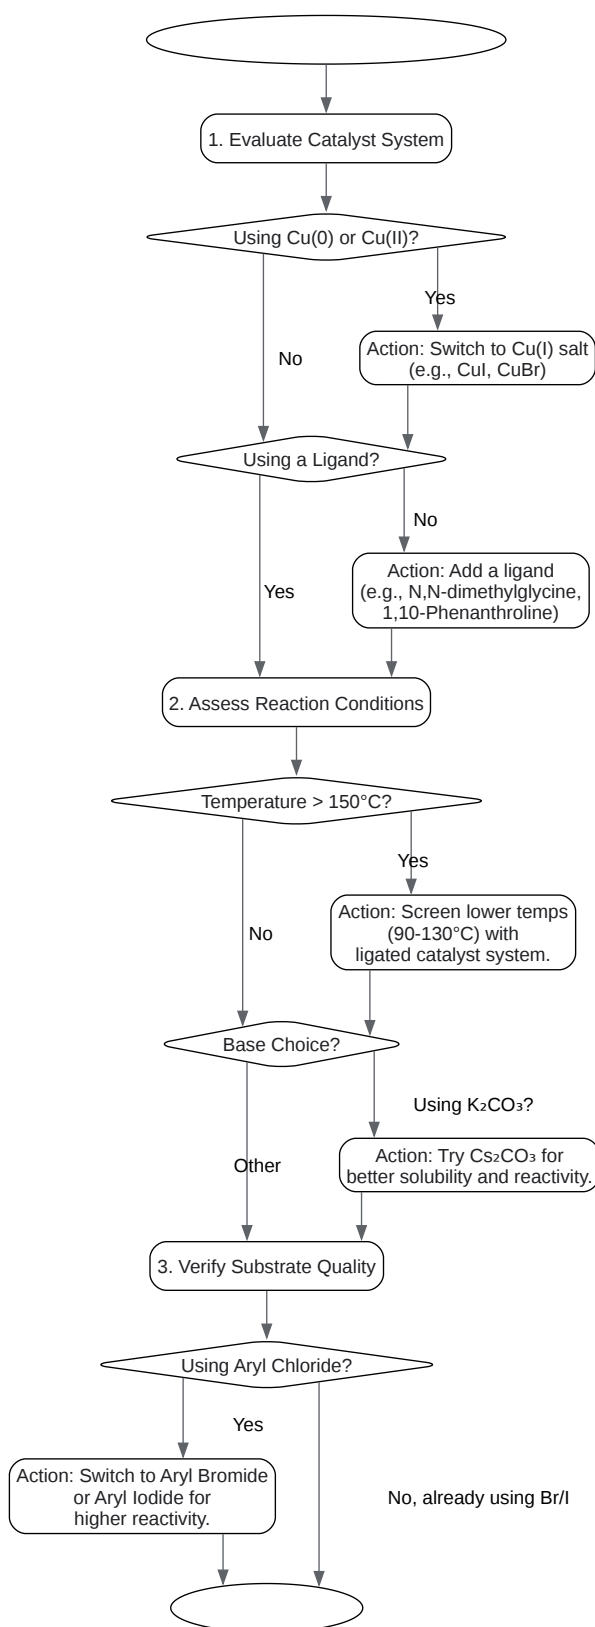 1. Evaluate Catalyst System
Using Cu(0) or Cu(II)?
Yes
No
Action: Switch to Cu(I) salt
(e.g., CuI, CuBr)
Using a Ligand?
No
Yes
Action: Add a ligand
(e.g., N,N-dimethylglycine,
1,10-Phenanthroline)
2. Assess Reaction Conditions
Temperature > 150°C?
Yes
No
Action: Screen lower temps
(90-130°C) with
ligated catalyst system.
Base Choice?
Using K₂CO₃?
Other
Action: Try Cs₂CO₃ for
better solubility and reactivity.
3. Verify Substrate Quality
Using Aryl Chloride?
Yes
No, already using Br/I
Action: Switch to Aryl Bromide
or Aryl Iodide for
higher reactivity.